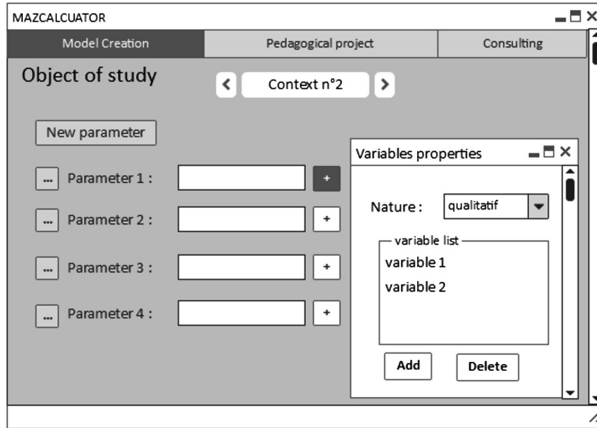 MAZCALCUATOR
Model Creation
Pedagogical project
Consulting
Object of study
Context n°2
New parameter
... Parameter 1 : +
... Parameter 2 : +
... Parameter 3 : +
... Parameter 4 : +
Variables properties
Nature : qualitatif
variable list
variable 1
variable 2
Add Delete